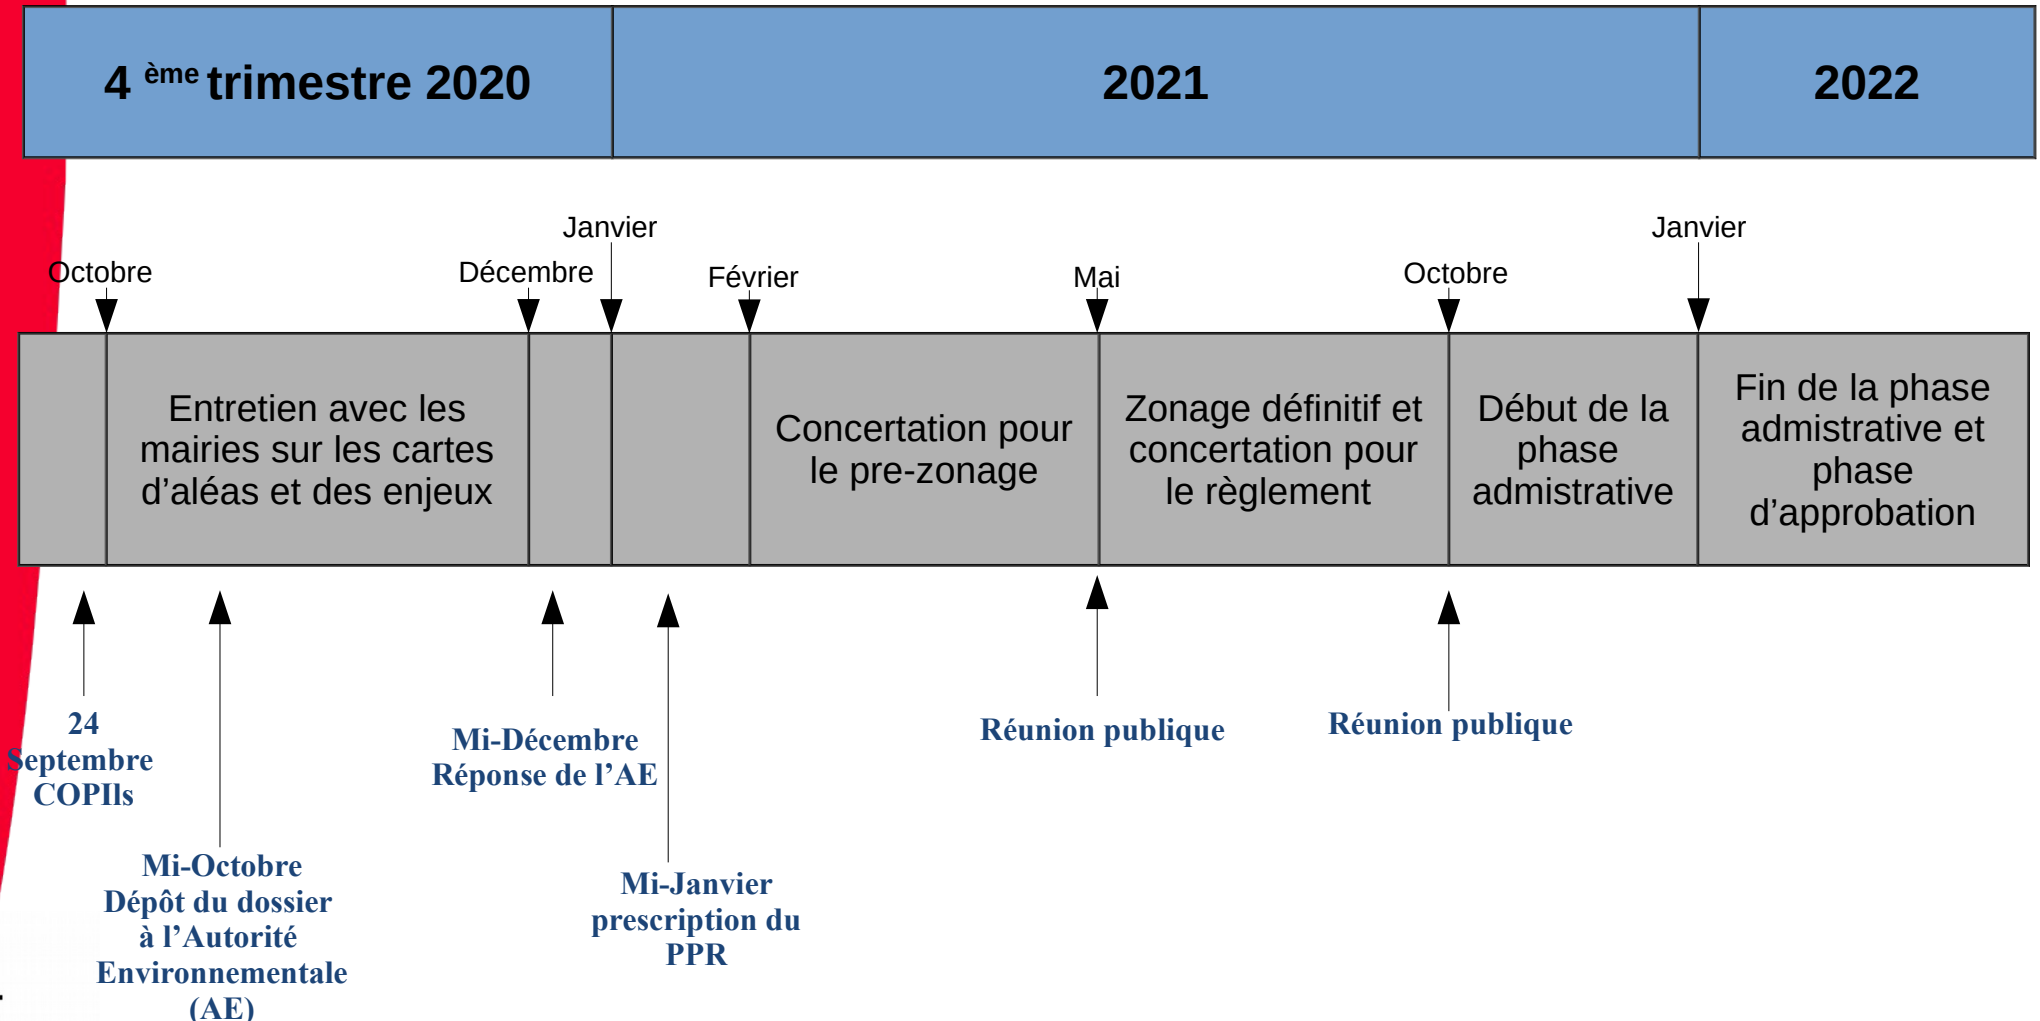 4 ème trimestre 2020
2021
2022
Janvier
Janvier
Octobre
Décembre
Février
Mai
Octobre
Entretien avec les
mairies sur les cartes
d’aléas et des enjeux
Concertation pour
le pre-zonage
Zonage définitif et
concertation pour
le règlement
Début de la
phase
admistrative
Fin de la phase
admistrative et
phase
d’approbation
24
Septembre
COPIls
Mi-Octobre
Dépôt du dossier
à l’Autorité
Environnementale
(AE)
Mi-Décembre
Réponse de l’AE
Mi-Janvier
prescription du
PPR
Réunion publique
Réunion publique